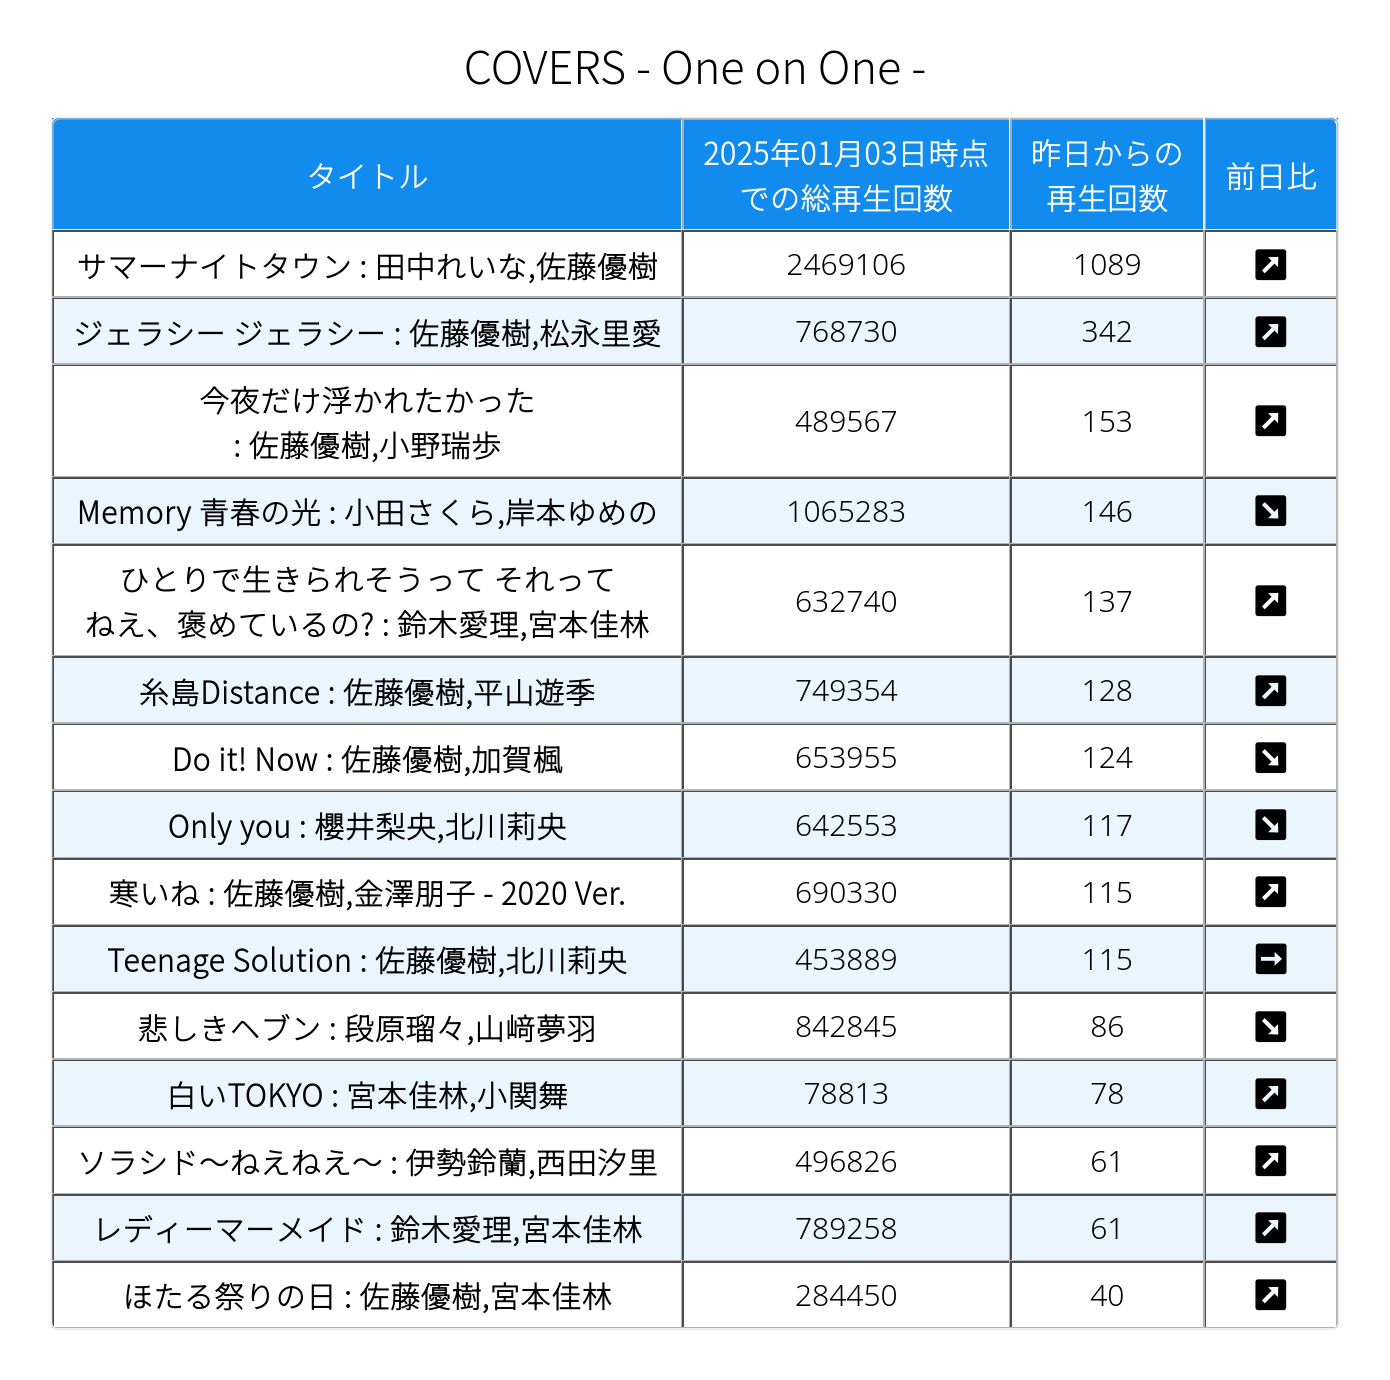 COVERS - One on One -
タイトル
2025年01月03日時点
での総再生回数
昨日からの
再生回数
前日比
サマーナイトタウン : 田中れいな,佐藤優樹 2469106 1089
ジェラシー ジェラシー : 佐藤優樹,松永里愛 768730 342
今夜だけ浮かれたかった
: 佐藤優樹,小野瑞歩 489567 153
Memory 青春の光 : 小田さくら,岸本ゆめの 1065283 146
ひとりで生きられそうって それって
ねえ、褒めているの? : 鈴木愛理,宮本佳林 632740 137
糸島Distance : 佐藤優樹,平山遊季 749354 128
Do it! Now : 佐藤優樹,加賀楓 653955 124
Only you : 櫻井梨央,北川莉央 642553 117
寒いね : 佐藤優樹,金澤朋子 - 2020 Ver. 690330 115
Teenage Solution : 佐藤優樹,北川莉央 453889 115
悲しきヘブン : 段原瑠々,山﨑夢羽 842845 86
白いTOKYO : 宮本佳林,小関舞 78813 78
ソラシド～ねえねえ～ : 伊勢鈴蘭,西田汐里 496826 61
レディーマーメイド : 鈴木愛理,宮本佳林 789258 61
ほたる祭りの日 : 佐藤優樹,宮本佳林 284450 40